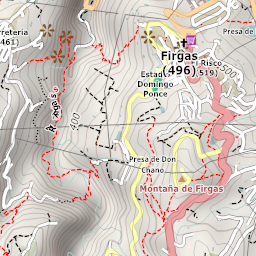 rretería
461)
Presa de
Firgas
(496)
El Risco
(519)
500
Estad
Domingo
Ponce
400
Presa de Don
Chano
Montaña de Firgas